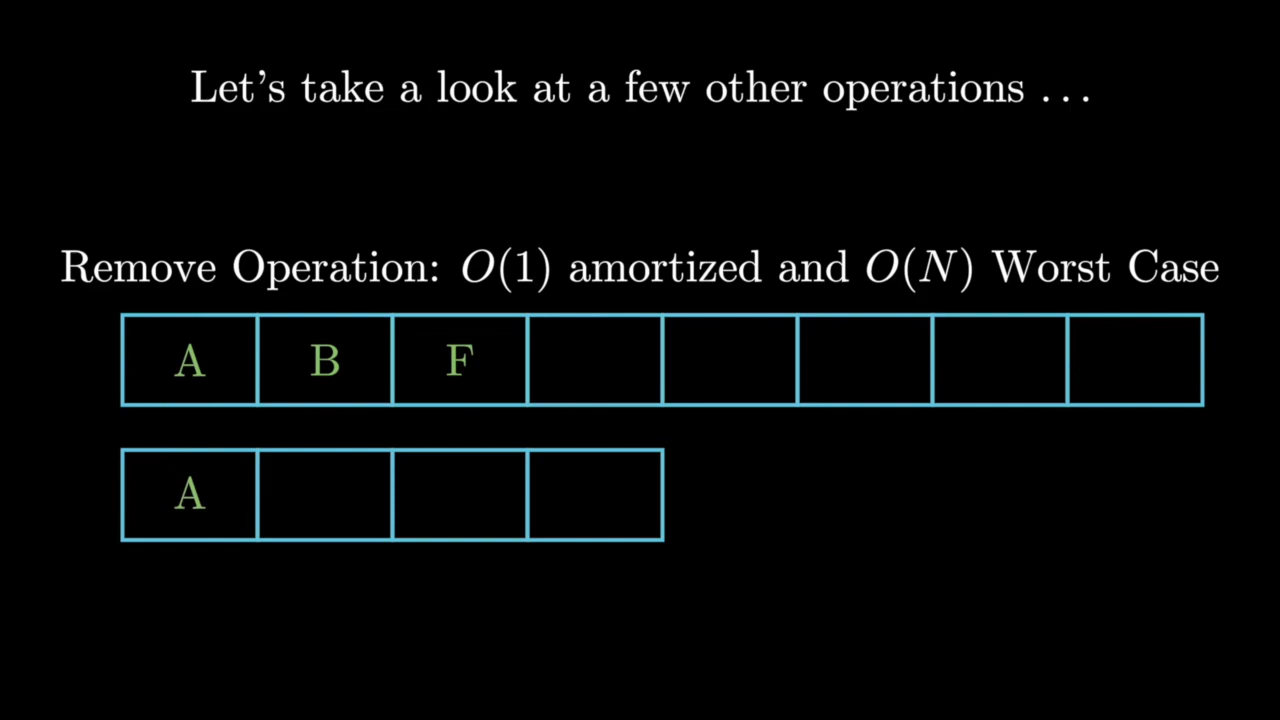 Let's take a look at a few other operations ...
Remove Operation: O(1) amortized and O(N) Worst Case
A B F
A